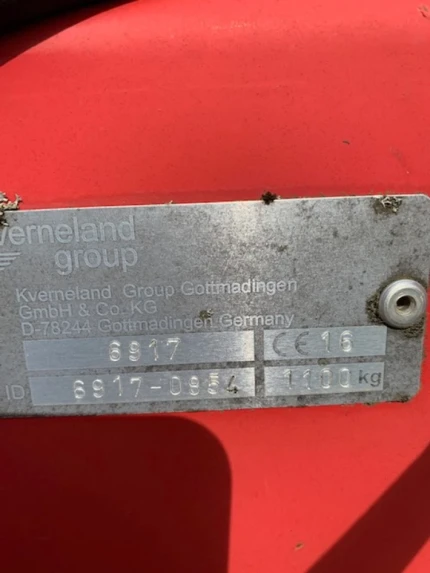 verneland
group
Kverneland Group Gottmadingen
GmbH & Co. KG
D-78244 Gottmadingen Germany
6917 CE 16
ID 6917-0954 1100 kg